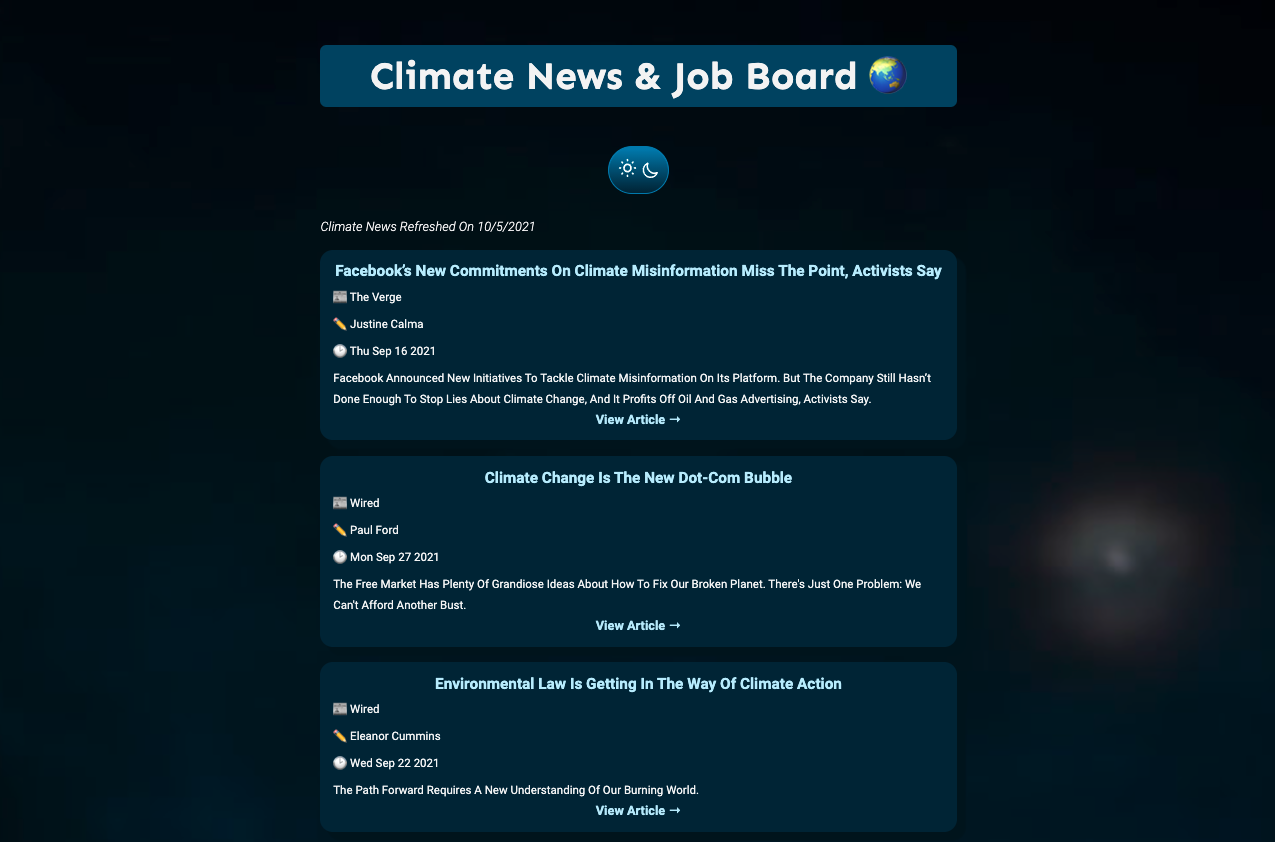 Climate News & Job Board 🌏
Climate News Refreshed On 10/5/2021
Facebook’s New Commitments On Climate Misinformation Miss The Point, Activists Say
📰 The Verge
✏️ Justine Calma
🕒 Thu Sep 16 2021
Facebook Announced New Initiatives To Tackle Climate Misinformation On Its Platform. But The Company Still Hasn’t
Done Enough To Stop Lies About Climate Change, And It Profits Off Oil And Gas Advertising, Activists Say.
View Article →
Climate Change Is The New Dot-Com Bubble
📰 Wired
✏️ Paul Ford
🕒 Mon Sep 27 2021
The Free Market Has Plenty Of Grandiose Ideas About How To Fix Our Broken Planet. There's Just One Problem: We
Can't Afford Another Bust.
View Article →
Environmental Law Is Getting In The Way Of Climate Action
📰 Wired
✏️ Eleanor Cummins
🕒 Wed Sep 22 2021
The Path Forward Requires A New Understanding Of Our Burning World.
View Article →